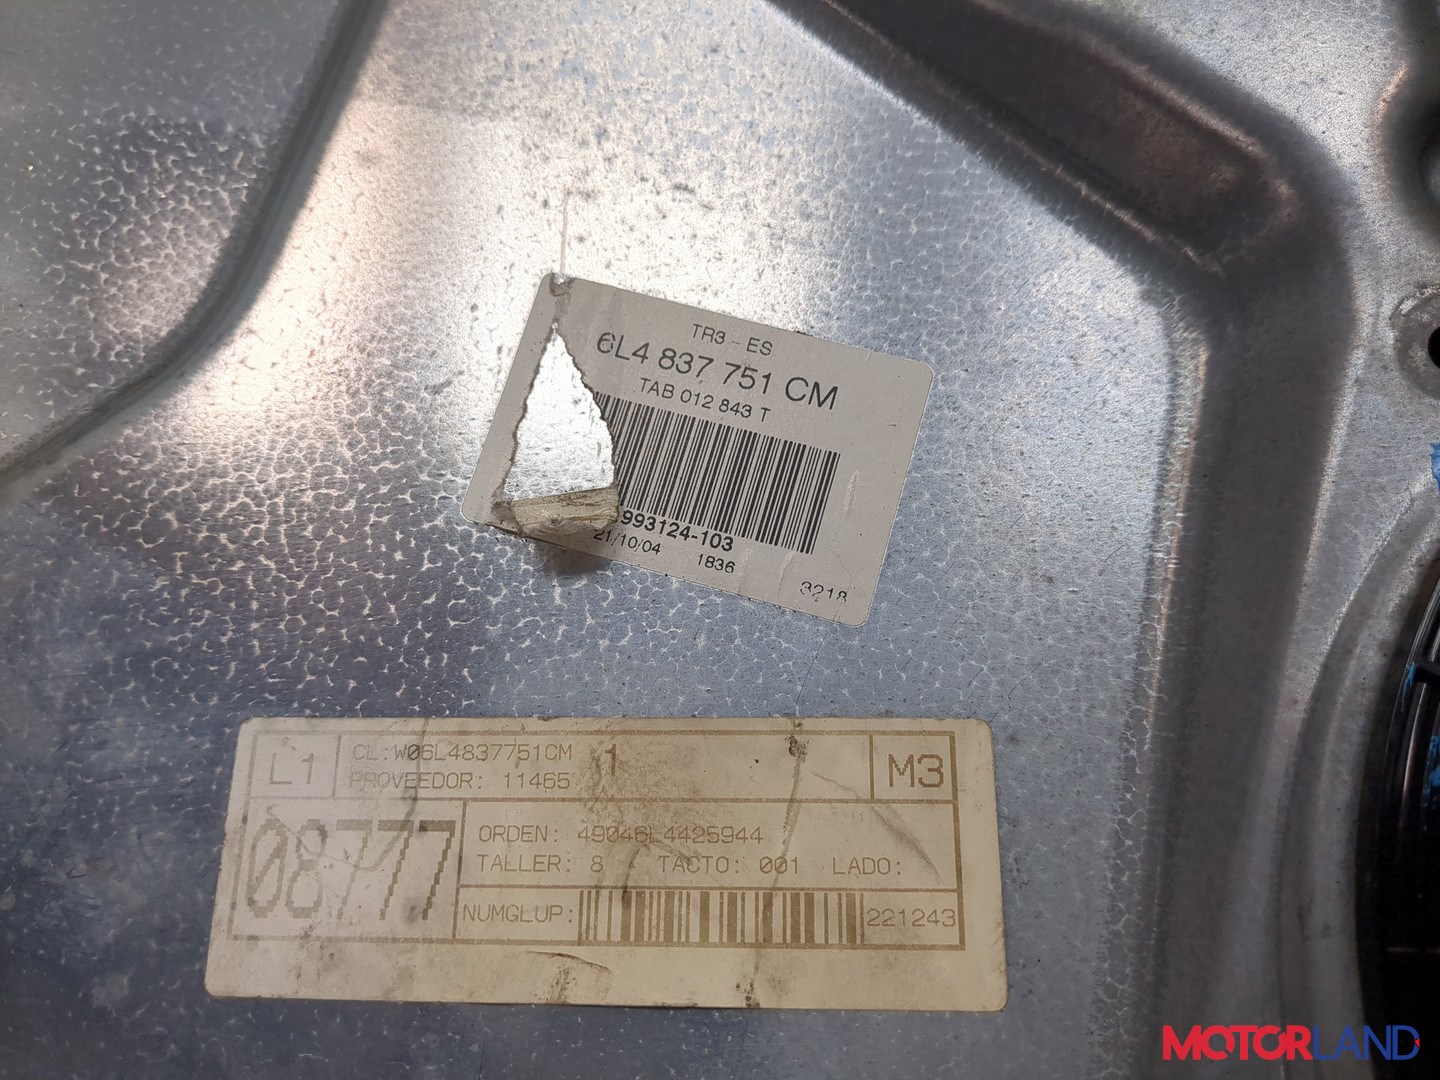 TR3-ES
6L4 837 751 CM
TAB 012 843 T
993124-103
21/10/04 1836
3218
L1
CL:W06L4837751CM 1
PROVEEDOR: 11465
M3
08777
ORDEN: 49046L4425944
TALLER: 8 TACTO: 001 LADO:
NUMGLUP: 221243
MOTORLAND